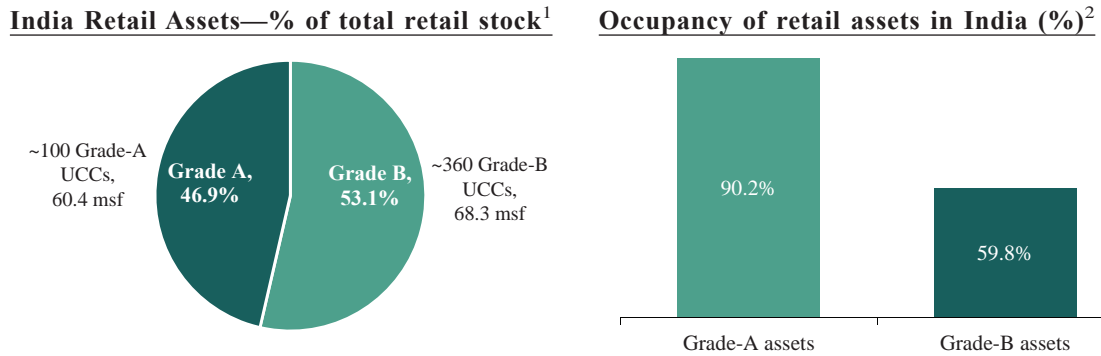 India Retail Assets—% of total retail stock1
~100 Grade-A
UCCs,
60.4 msf
Grade A,
46.9%
Grade B,
53.1%
~360 Grade-B
UCCs,
68.3 msf
Occupancy of retail assets in India (%)2
90.2%
59.8%
Grade-A assets
Grade-B assets